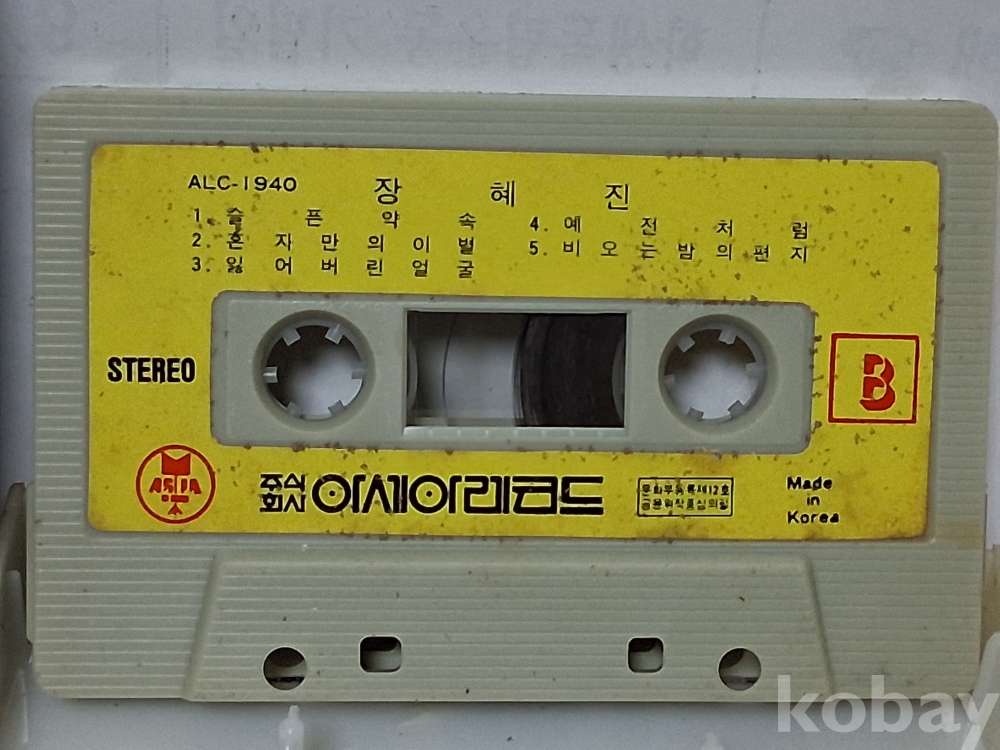 ALC-1940
장 혜 진
1. 슬 픈 약 속
2. 혼 자 만 의 이 별
3. 잃 어 버 린 얼 굴
4. 예 전 처 럼
5. 비 오 는 밤 의 편 지
STEREO
B
ASIA
주식
회사 아세아레코드
Made
in
Korea
kobay